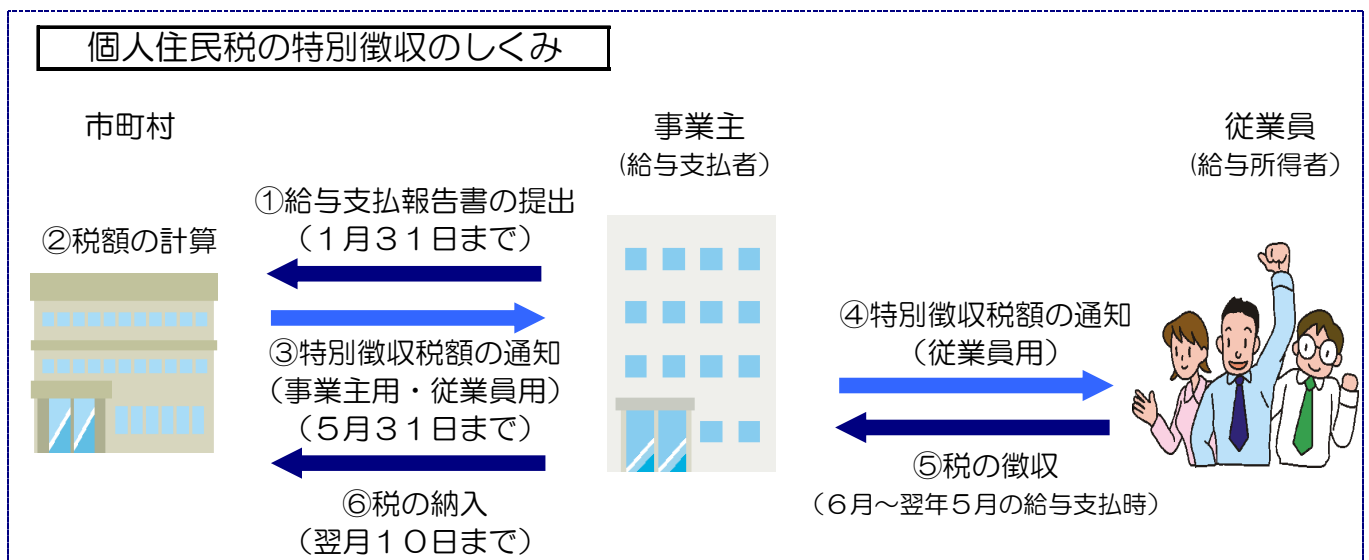 個人住民税の特別徴収のしくみ
市町村
事業主
(給与支払者)
従業員
(給与所得者)
①給与支払報告書の提出
(1月31日まで)
②税額の計算
③特別徴収税額の通知
(事業主用・従業員用)
(5月31日まで)
④特別徴収税額の通知
(従業員用)
⑤税の徴収
(6月~翌年5月の給与支払時)
⑥税の納入
(翌月10日まで)